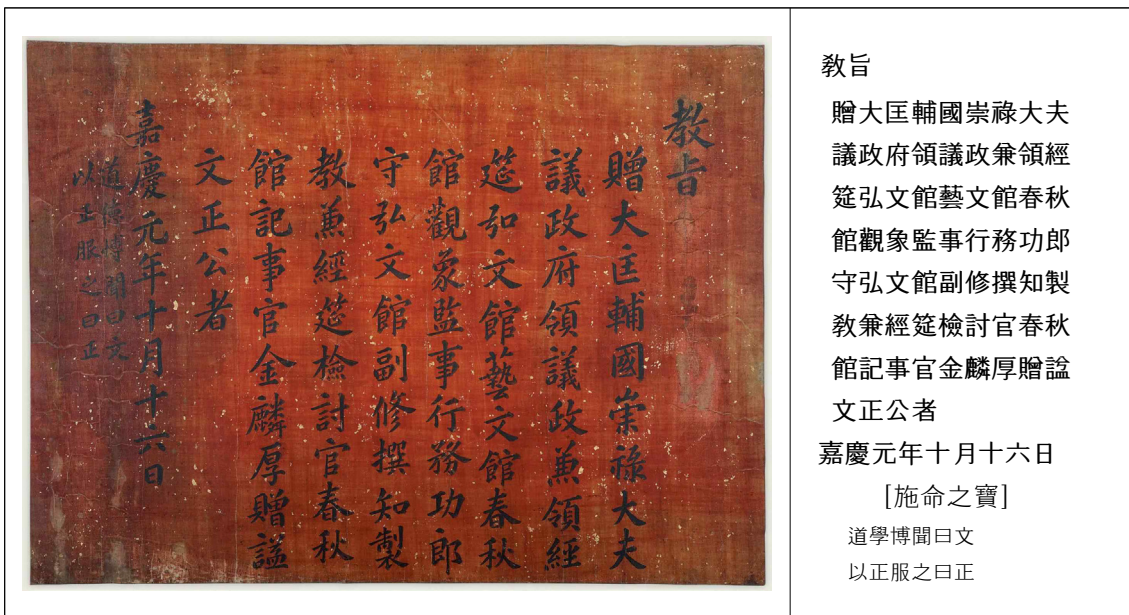 教旨
贈大匡輔國崇祿大夫
議政府領議政兼領經
筵弘文館藝文館春秋
館觀象監事行務功郎
守弘文館副修撰知製
教兼經筵檢討官春秋
館記事官金麟厚贈謚
文正公者
嘉慶元年十月十六日
道德博聞曰文
以正服之曰正
敎旨
贈大匡輔國崇祿大夫
議政府領議政兼領經
筵弘文館藝文館春秋
館觀象監事行務功郎
守弘文館副修撰知製
敎兼經筵檢討官春秋
館記事官金麟厚贈諡
文正公者
嘉慶元年十月十六日
[施命之寶]
道學博聞曰文
以正服之曰正